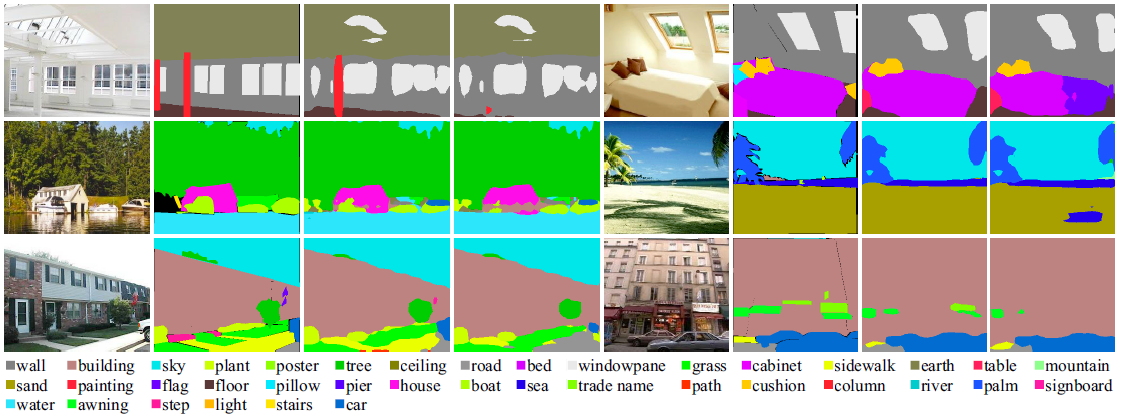 wall building sky plant poster tree ceiling road bed windowpane grass cabinet sidewalk earth table mountain
sand painting flag floor pillow pier house boat sea trade name path cushion column river palm signboard
water awning step light stairs car